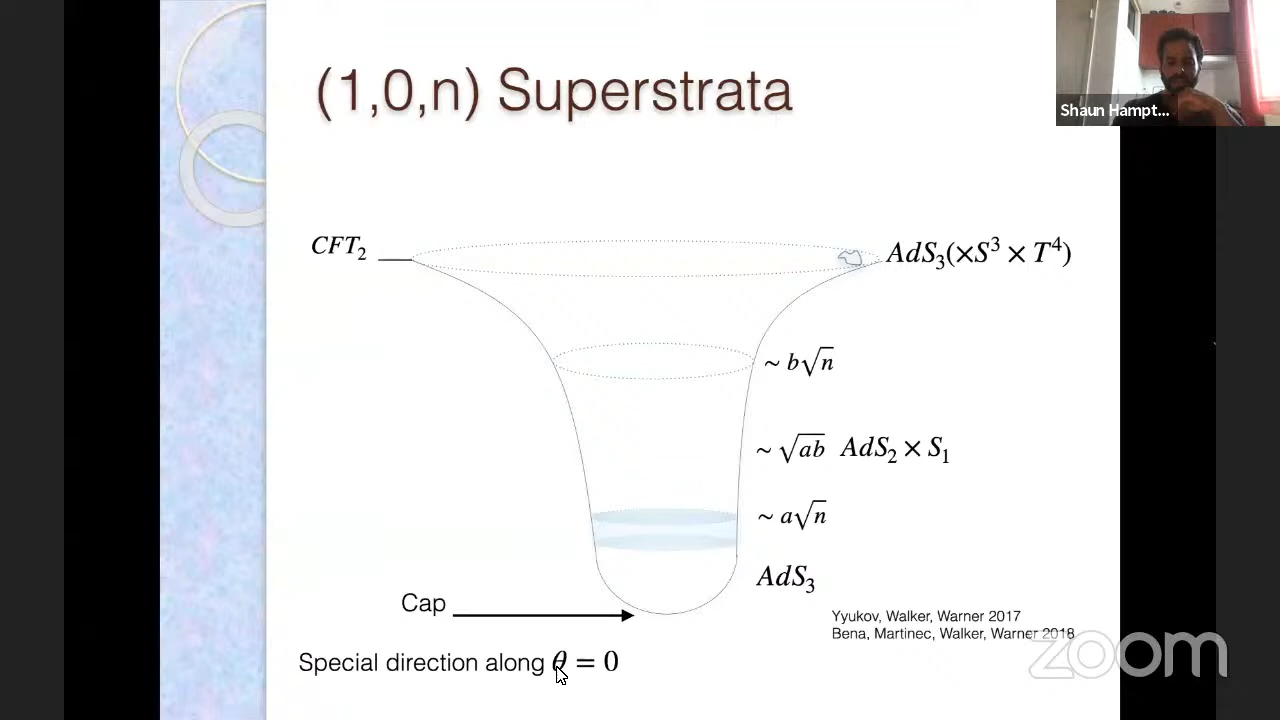 (1,0,n) Superstrata
Shaun Hampt...
CFT₂
AdS₃(×S³ × T⁴)
~ b√n
~ √ab AdS₂ × S₁
~ a√n
AdS₃
Cap
Yyukov, Walker, Warner 2017
Bena, Martinec, Walker, Warner 2018
Special direction along θ = 0
zoom